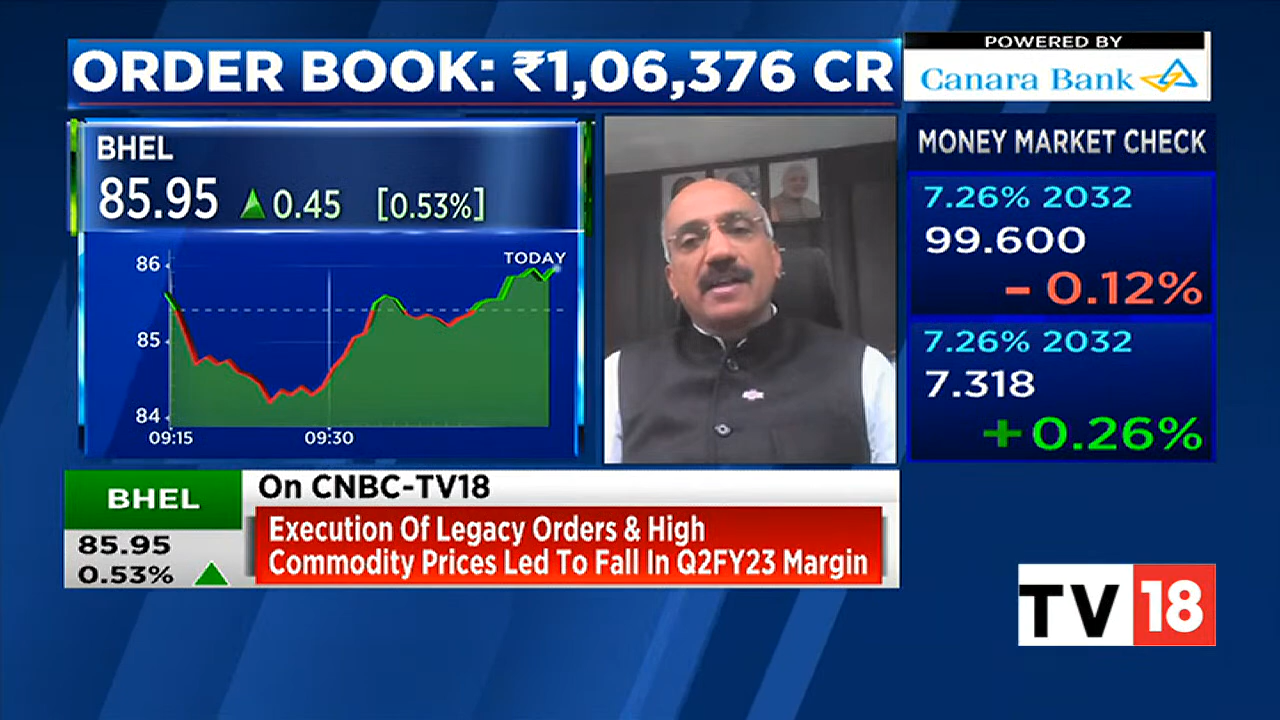 ORDER BOOK: ₹1,06,376 CR
POWERED BY
Canara Bank
BHEL
85.95 ▲ 0.45 [0.53%]
TODAY
86
85
84
09:15 09:30
MONEY MARKET CHECK
7.26% 2032
99.600
- 0.12%
7.26% 2032
7.318
+0.26%
BHEL
85.95
0.53% ▲
On CNBC-TV18
Execution Of Legacy Orders & High
Commodity Prices Led To Fall In Q2FY23 Margin
TV18